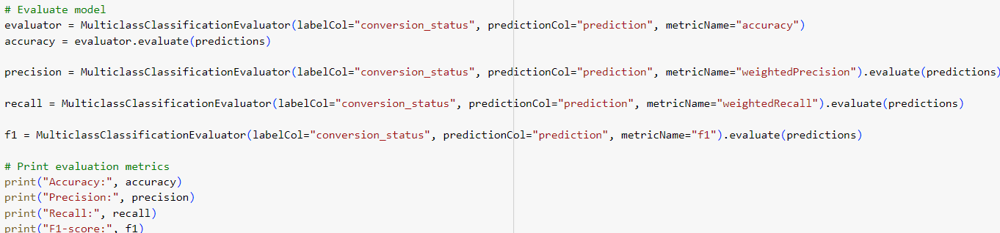 # Evaluate model
evaluator = MulticlassClassificationEvaluator(labelCol="conversion_status", predictionCol="prediction", metricName="accuracy")
accuracy = evaluator.evaluate(predictions)
precision = MulticlassClassificationEvaluator(labelCol="conversion_status", predictionCol="prediction", metricName="weightedPrecision").evaluate(predictions)
recall = MulticlassClassificationEvaluator(labelCol="conversion_status", predictionCol="prediction", metricName="weightedRecall").evaluate(predictions)
f1 = MulticlassClassificationEvaluator(labelCol="conversion_status", predictionCol="prediction", metricName="f1").evaluate(predictions)
# Print evaluation metrics
print("Accuracy:", accuracy)
print("Precision:", precision)
print("Recall:", recall)
print("F1-score:", f1)